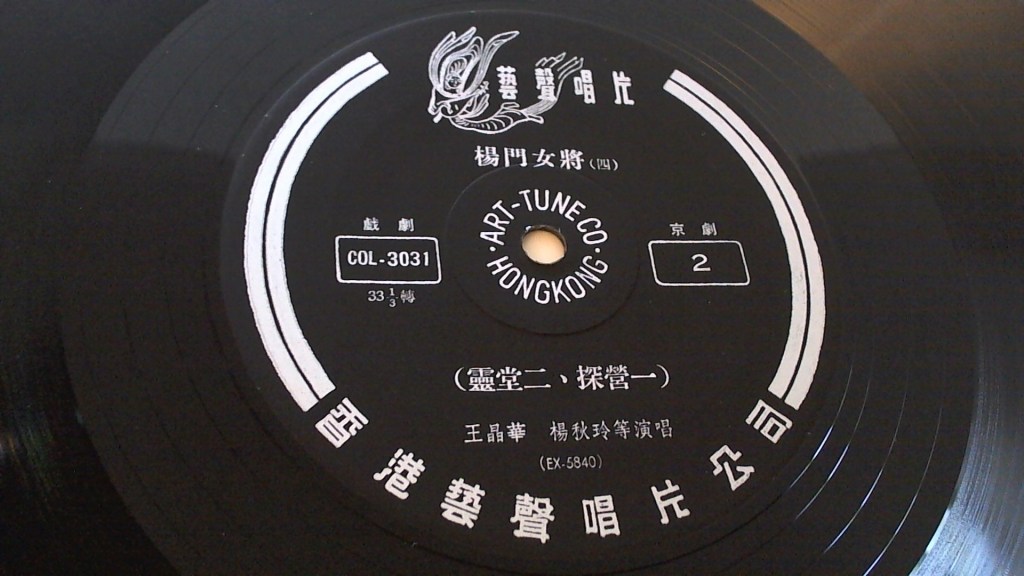 藝聲唱片
楊門女將(四)
·ART-TUNE CO·
HONGKONG
戲劇
COL-3031
33 1/3 轉
京劇
2
(靈堂二、探營一)
王晶華 楊秋玲等演唱
(EX-5840)
香港藝聲唱片公司